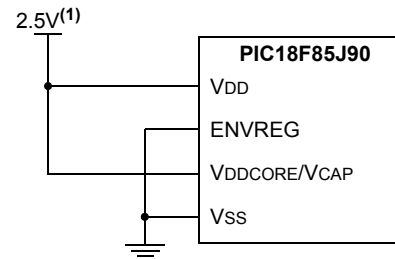 2.5V(1)
PIC18F85J90
VDD
ENVREG
VDDCORE/VCAP
VSS